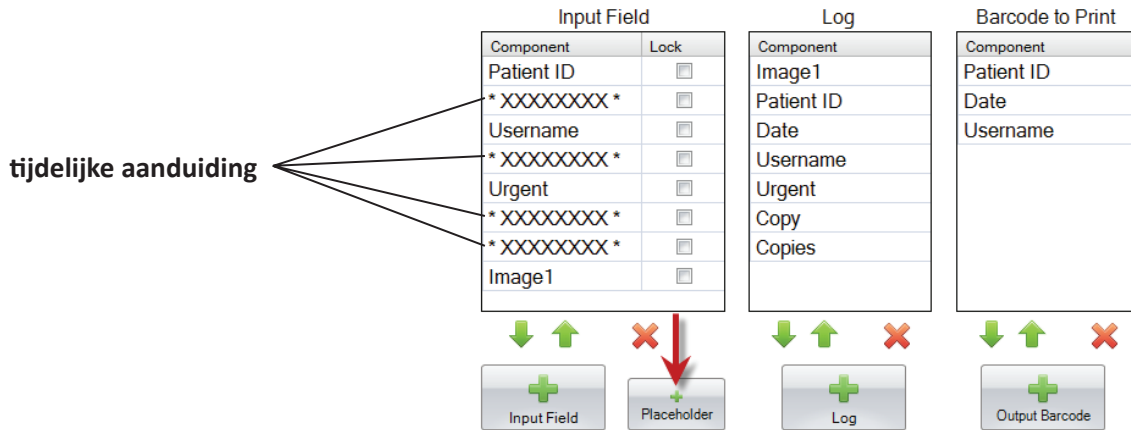 Input Field
Component Lock
Patient ID
* XXXXXXXX *
Username
* XXXXXXXX *
Urgent
* XXXXXXXX *
* XXXXXXXX *
Image1
tijdelijke aanduiding
Input Field
Placeholder
Log
Component
Image1
Patient ID
Date
Username
Urgent
Copy
Copies
Log
Barcode to Print
Component
Patient ID
Date
Username
Output Barcode